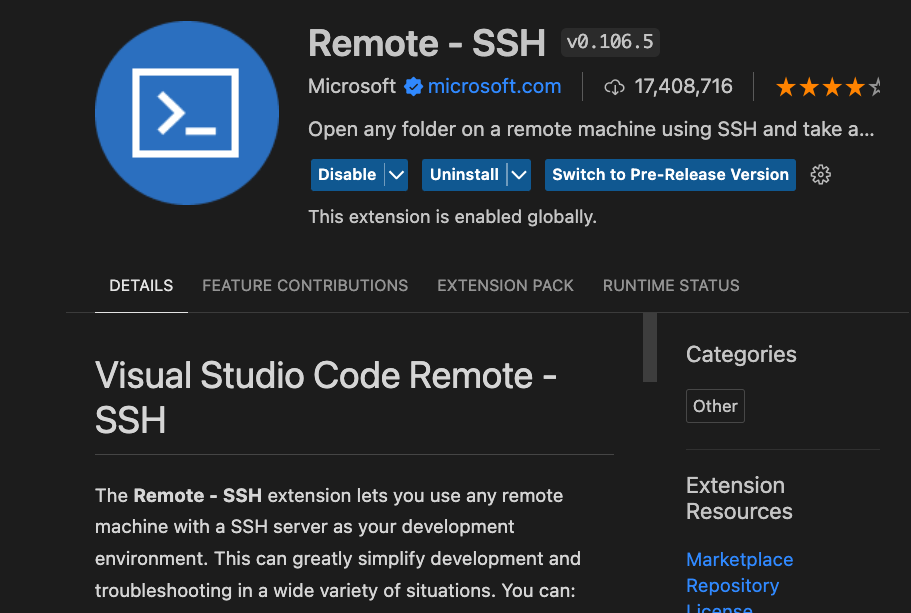 Remote - SSH v0.106.5
Microsoft microsoft.com 17,408,716
Open any folder on a remote machine using SSH and take a...
Disable Uninstall Switch to Pre-Release Version
This extension is enabled globally.
DETAILS FEATURE CONTRIBUTIONS EXTENSION PACK RUNTIME STATUS
Visual Studio Code Remote -
SSH
The Remote - SSH extension lets you use any remote
machine with a SSH server as your development
environment. This can greatly simplify development and
troubleshooting in a wide variety of situations. You can:
Categories
Other
Extension
Resources
Marketplace
Repository
License